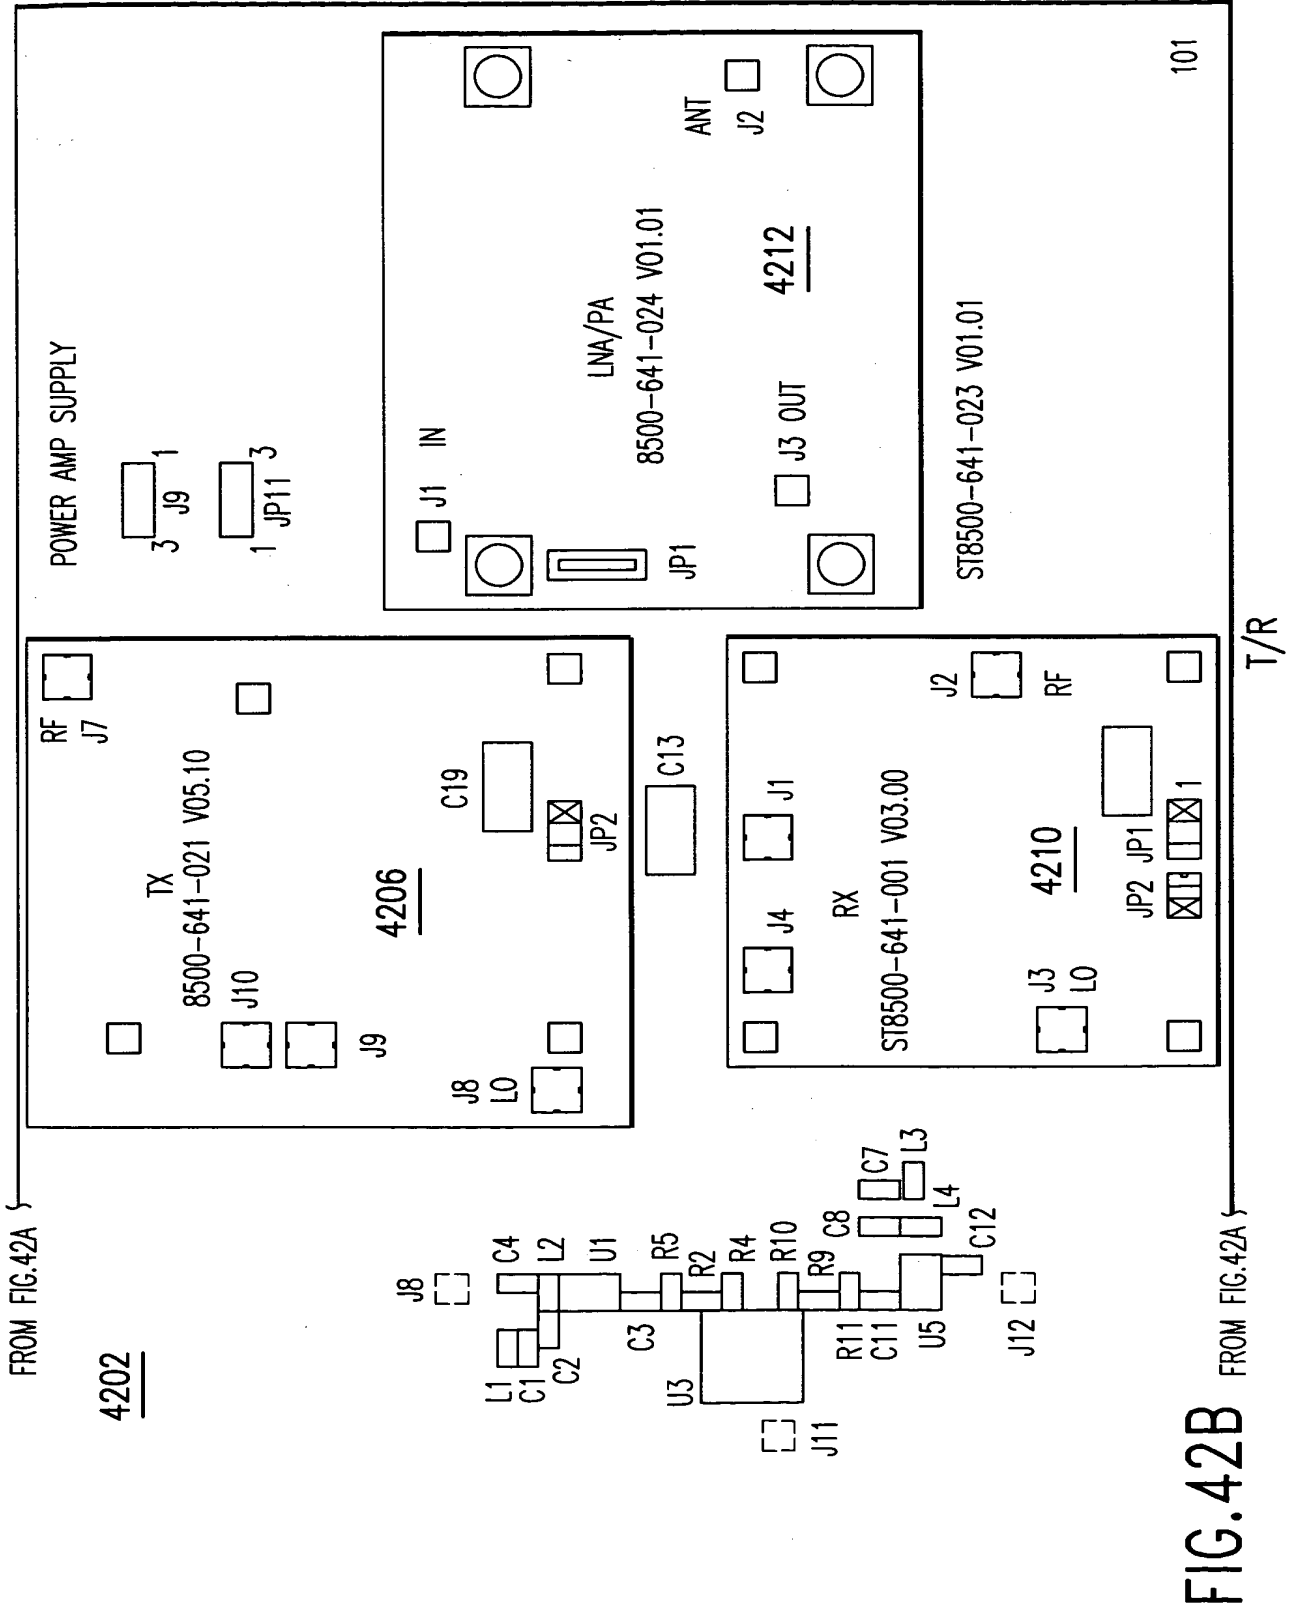 FROM FIG.42A
4202
J8
L1
C1
C2
C4
L2
U1
C3
R5
R2
R4
U3
J11
R10
R9
R11
C11
U5
C8
C7
L3
L4
C12
J12
FROM FIG.42A
RF
J7
TX
8500-641-021 V05.10
J10
J9
4206
C19
J8
LO
JP2
C13
J4
J1
RX
ST8500-641-001 V03.00
J2
RF
4210
J3
LO
JP2
JP1
1
T/R
POWER AMP SUPPLY
3
J9
1
1
JP11
3
J1
IN
LNA/PA
8500-641-024 V01.01
JP1
ANT
J2
4212
J3 OUT
ST8500-641-023 V01.01
101
FIG.42B